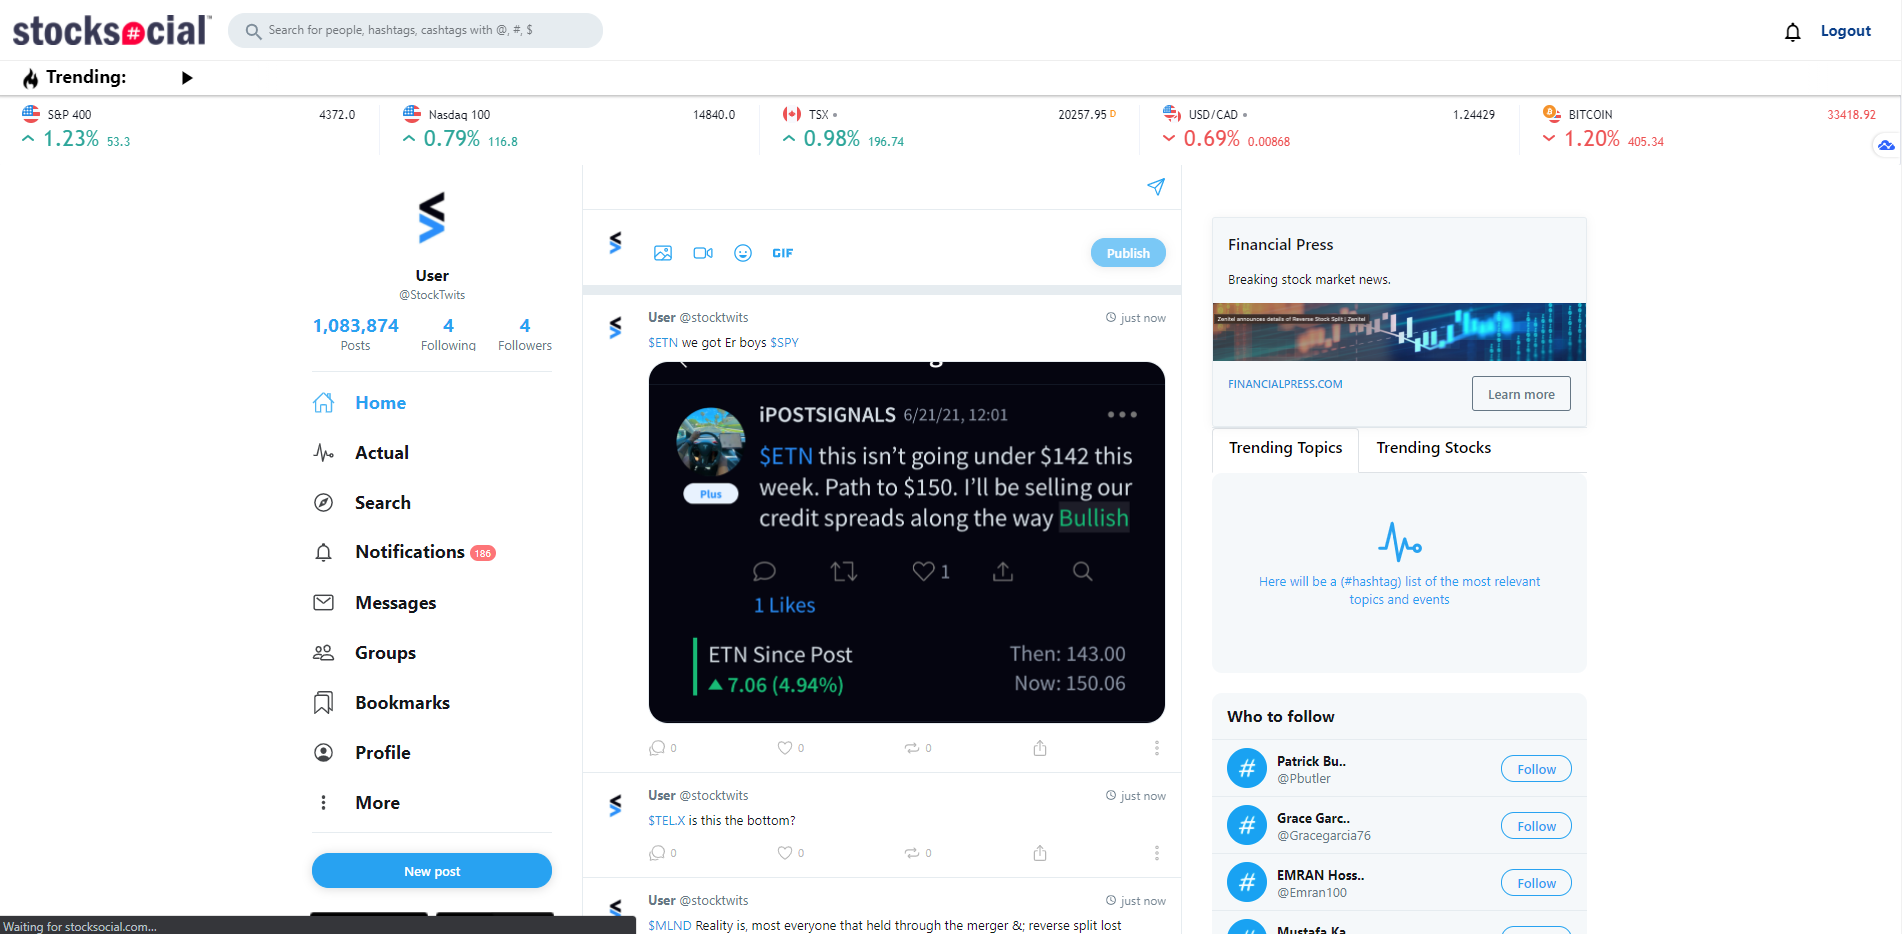 stocksocial™
Search for people, hashtags, cashtags with @, #, $
Logout
Trending:
S&P 400 4372.0
1.23% 53.3
Nasdaq 100 14840.0
0.79% 116.8
TSX 20257.95 D
0.98% 196.74
USD/CAD 1.24429
0.69% 0.00868
BITCOIN 33418.92
1.20% 405.34
User
@StockTwits
1,083,874 4 4
Posts Following Followers
Home
Actual
Search
Notifications 186
Messages
Groups
Bookmarks
Profile
More
New post
Waiting for stocksocial.com...
GIF Publish
User @stocktwits just now
$ETN we got Er boys $SPY
iPOSTSIGNALS 6/21/21, 12:01
$ETN this isn't going under $142 this
Plus
week. Path to $150. I'll be selling our
credit spreads along the way Bullish
1
1 Likes
ETN Since Post Then: 143.00
7.06 (4.94%) Now: 150.06
0 0 0
User @stocktwits just now
$TEL.X is this the bottom?
0 0 0
User @stocktwits just now
$MLND Reality is, most everyone that held through the merger &; reverse split lost
Financial Press
Breaking stock market news.
Zenitel announces details of Reverse Stock Split | Zenitel
FINANCIALPRESS.COM
Learn more
Trending Topics Trending Stocks
Here will be a (#hashtag) list of the most relevant
topics and events
Who to follow
Patrick Bu..
@Pbutler
Follow
Grace Garc..
@Gracegarcia76
Follow
EMRAN Hoss..
@Emran100
Follow
Mustafa Ka..